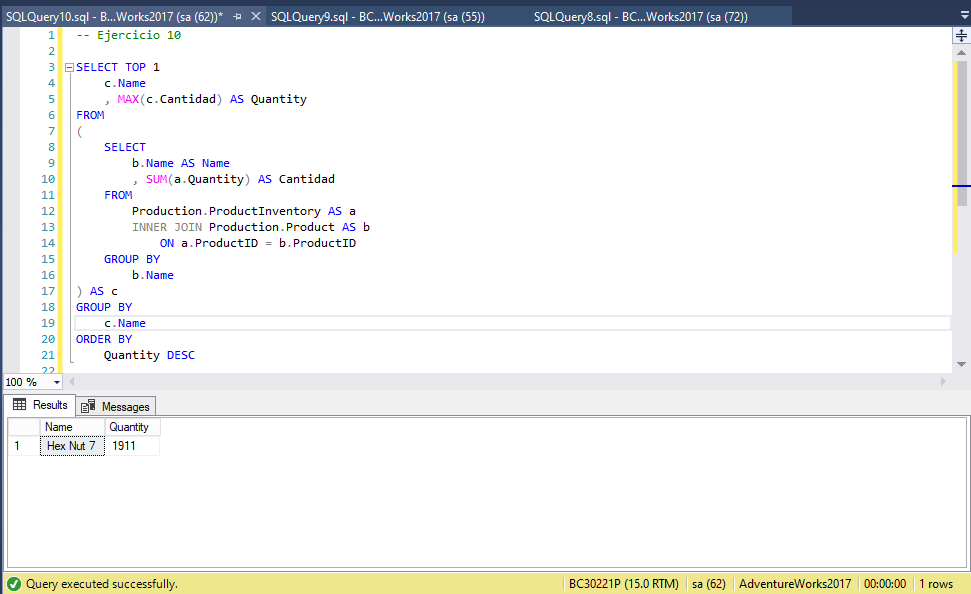 SQLQuery10.sql - B...Works2017 (sa (62))* SQLQuery9.sql - BC...Works2017 (sa (55)) SQLQuery8.sql - BC...Works2017 (sa (72))
1 -- Ejercicio 10
2
3 SELECT TOP 1
4 c.Name
5 , MAX(c.Cantidad) AS Quantity
6 FROM
7 (
8 SELECT
9 b.Name AS Name
10 , SUM(a.Quantity) AS Cantidad
11 FROM
12 Production.ProductInventory AS a
13 INNER JOIN Production.Product AS b
14 ON a.ProductID = b.ProductID
15 GROUP BY
16 b.Name
17 ) AS c
18 GROUP BY
19 c.Name
20 ORDER BY
21 Quantity DESC
22
100 %
Results Messages
Name Quantity
1 Hex Nut 7 1911
Query executed successfully. BC30221P (15.0 RTM) sa (62) AdventureWorks2017 00:00:00 1 rows